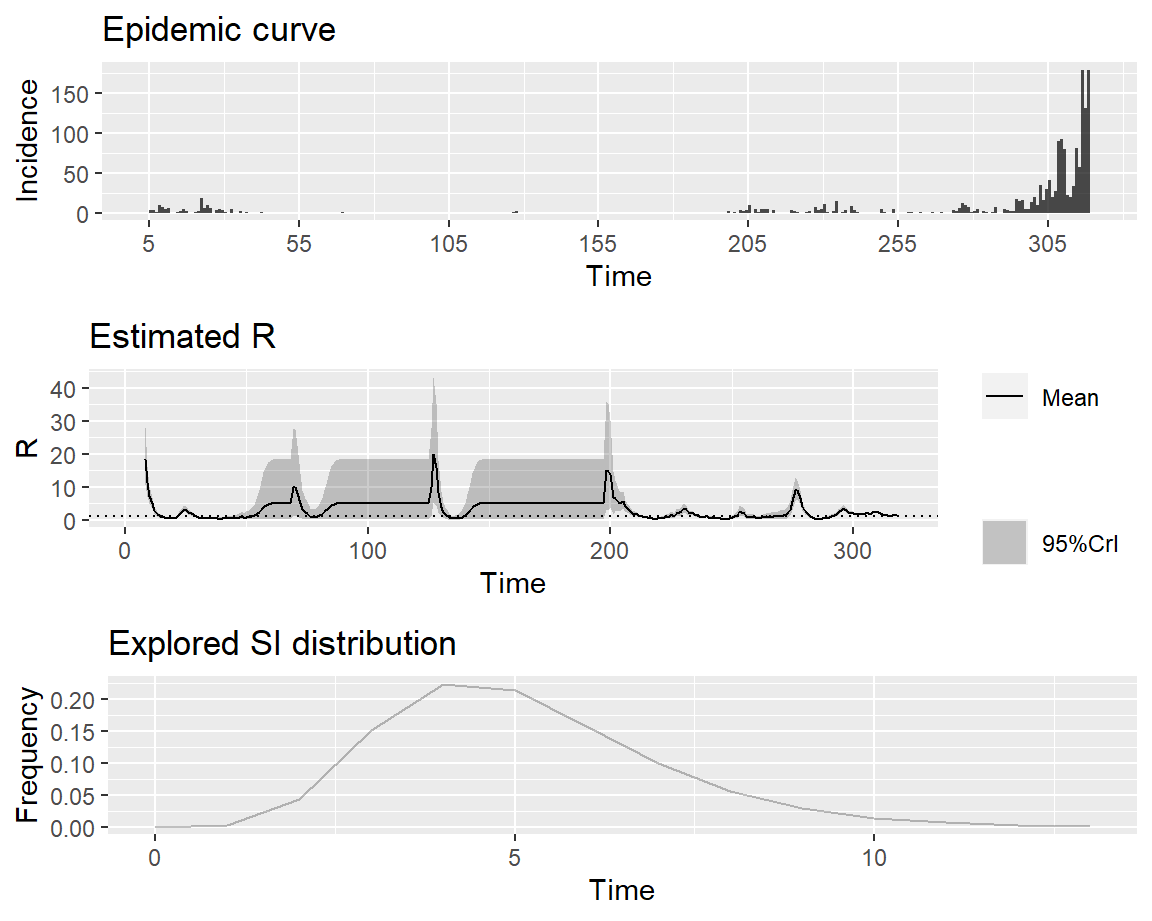 Epidemic curve
Incidence
150
100
50
0
5 55 105 155 205 255 305
Time
Estimated R
R
40
30
20
10
0
0 100 200 300
Time
Mean
95%CrI
Explored SI distribution
Frequency
0.20
0.15
0.10
0.05
0.00
0 5 10
Time